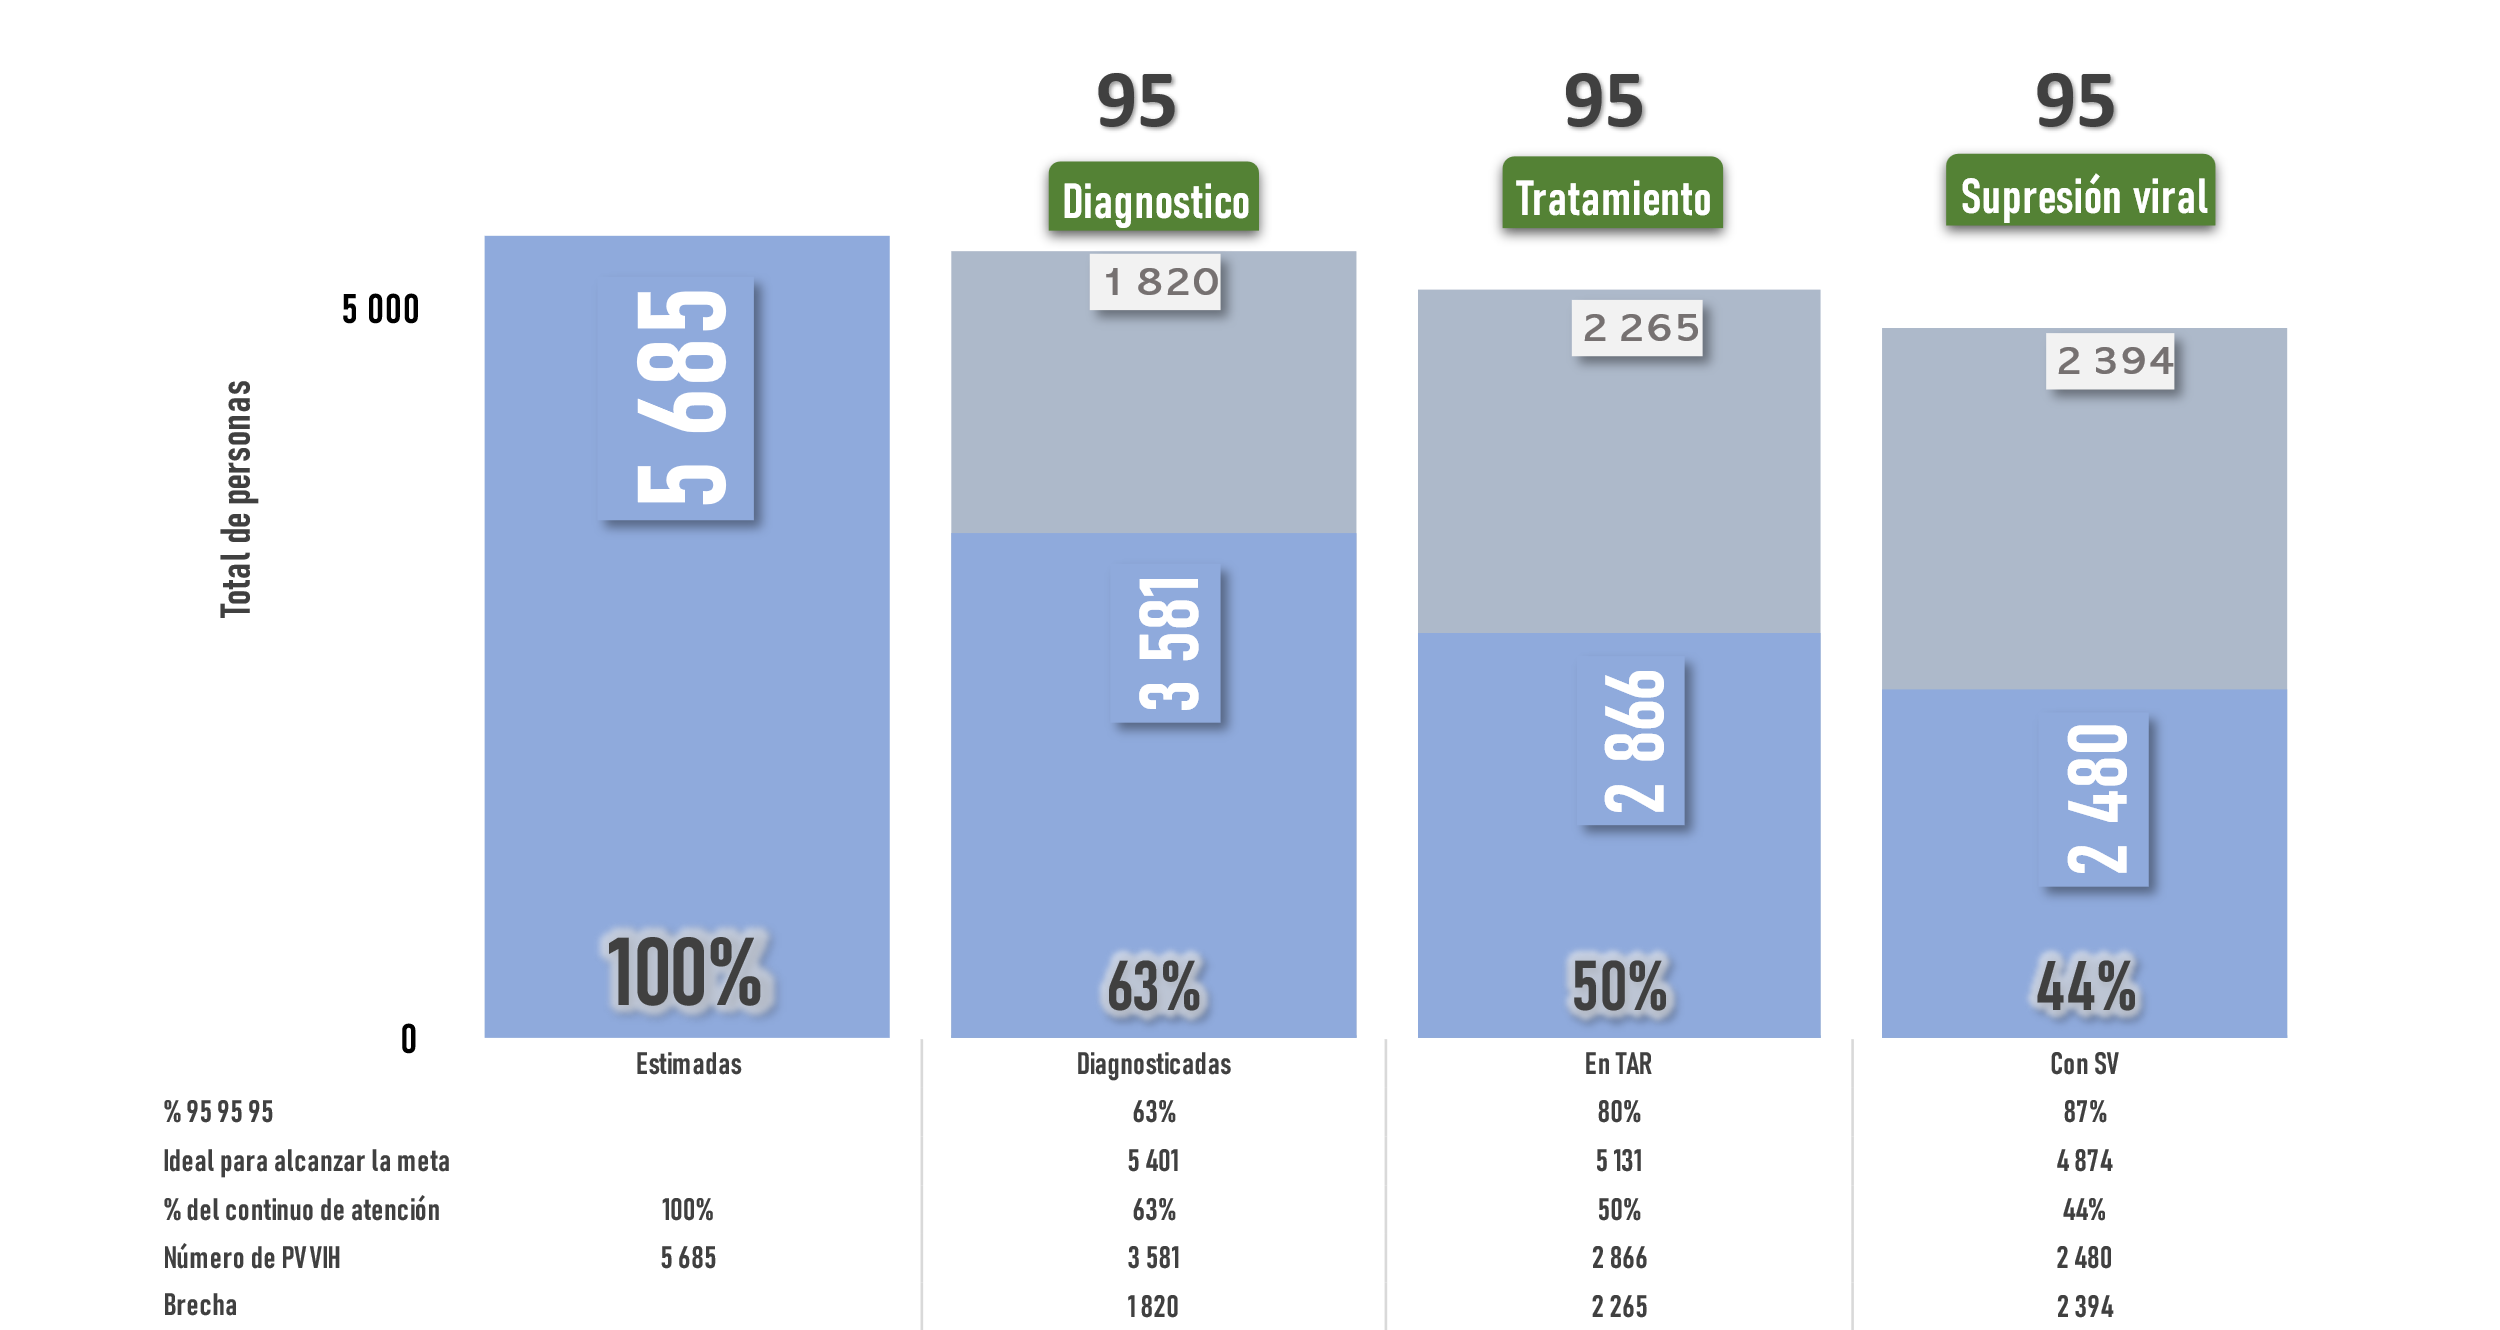 95 95 95
Diagnostico Tratamiento Supresión viral
1 820 2 265 2 394
5 000
Total de personas
5 685
3 581
2 866
2 480
100% 63% 50% 44%
0
Estimadas Diagnosticadas En TAR Con SV
% 95 95 95 63% 80% 87%
Ideal para alcanzar la meta 5 401 5 131 4 874
% del continuo de atención 100% 63% 50% 44%
Número de PVVIH 5 685 3 581 2 866 2 480
Brecha 1 820 2 265 2 394